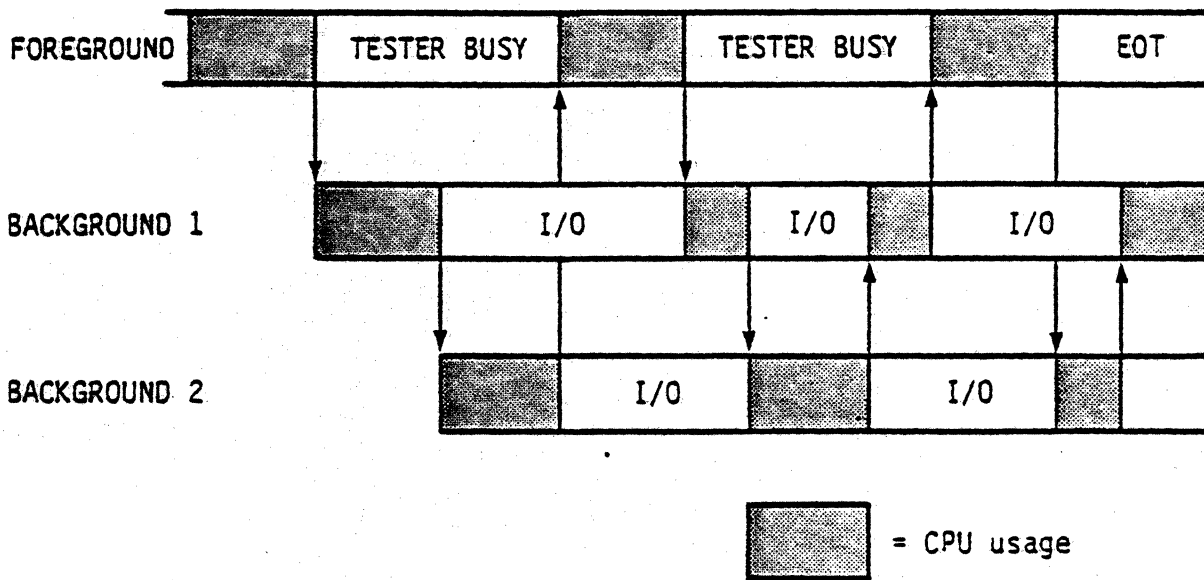 FOREGROUND TESTER BUSY TESTER BUSY EOT
BACKGROUND 1 I/O I/O I/O
BACKGROUND 2 I/O I/O
= CPU usage